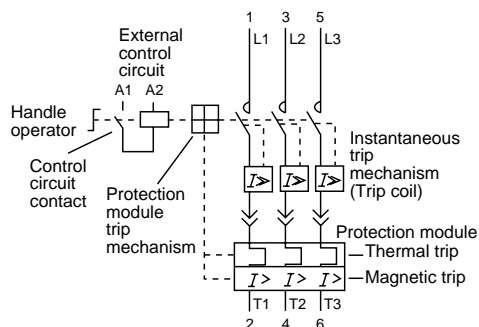 1 3 5
L1 L2 L3
External
control
circuit
A1 A2
Handle
operator
Control
circuit
contact
Protection
module
trip
mechanism
Instantaneous
trip
mechanism
(Trip coil)
I>> I>> I>>
Protection module
Thermal trip
Magnetic trip
I> I> I>
T1 T2 T3
2 4 6